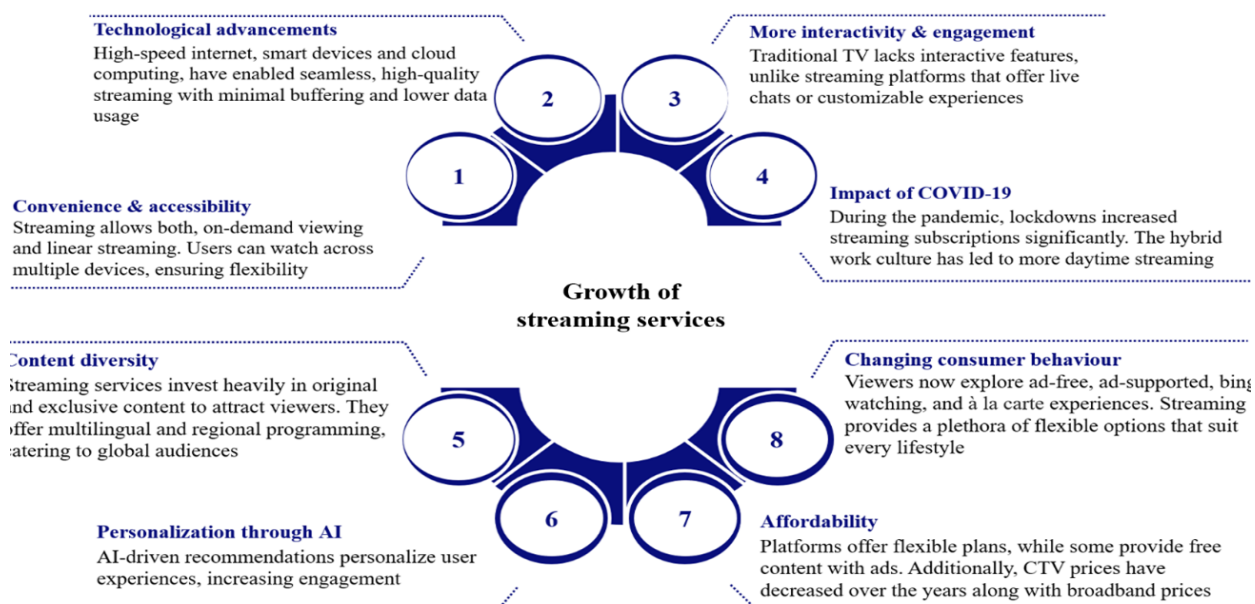 Technological advancements
High-speed internet, smart devices and cloud
computing, have enabled seamless, high-quality
streaming with minimal buffering and lower data
usage
More interactivity & engagement
Traditional TV lacks interactive features,
unlike streaming platforms that offer live
chats or customizable experiences
2
3
1
4
Convenience & accessibility
Streaming allows both, on-demand viewing
and linear streaming. Users can watch across
multiple devices, ensuring flexibility
Impact of COVID-19
During the pandemic, lockdowns increased
streaming subscriptions significantly. The hybrid
work culture has led to more daytime streaming
Growth of
streaming services
Content diversity
Streaming services invest heavily in original
and exclusive content to attract viewers. They
offer multilingual and regional programming,
catering to global audiences
Changing consumer behaviour
Viewers now explore ad-free, ad-supported, bing
watching, and à la carte experiences. Streaming
provides a plethora of flexible options that suit
every lifestyle
5
8
6
7
Personalization through AI
AI-driven recommendations personalize user
experiences, increasing engagement
Affordability
Platforms offer flexible plans, while some provide free
content with ads. Additionally, CTV prices have
decreased over the years along with broadband prices